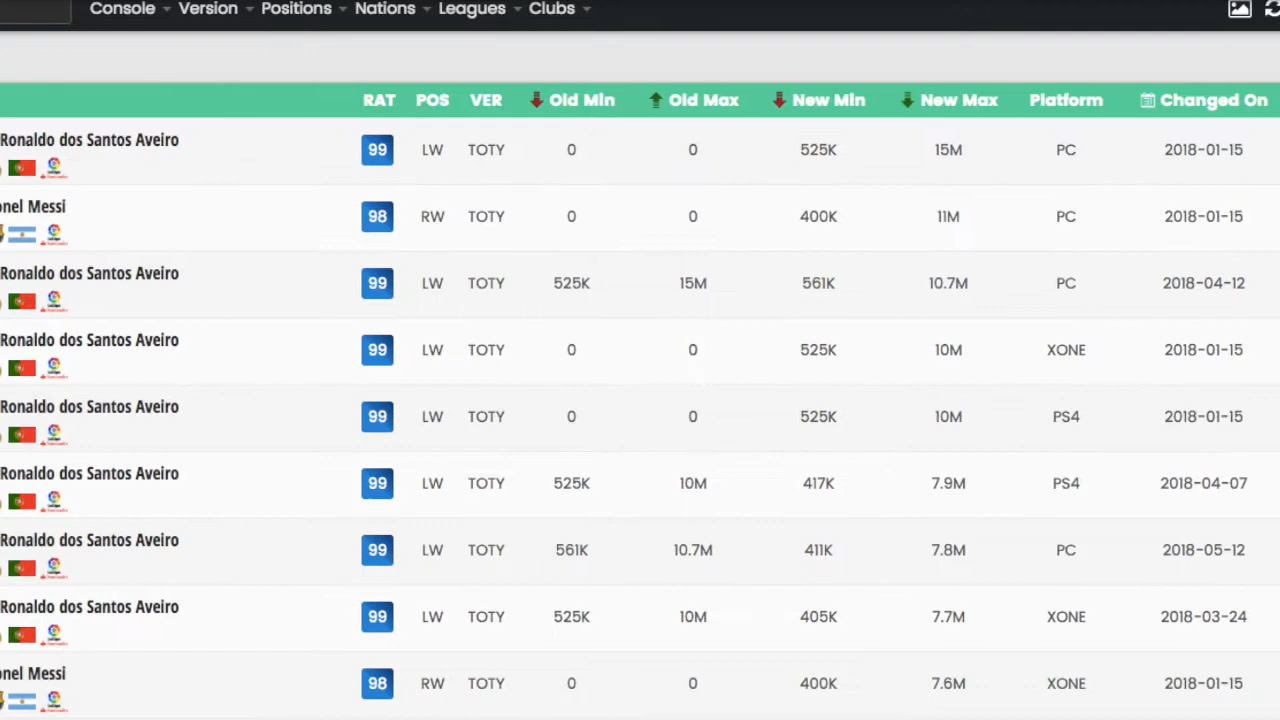 Console Version Positions Nations Leagues Clubs
RAT POS VER Old Min Old Max New Min New Max Platform Changed On
Ronaldo dos Santos Aveiro
99 LW TOTY 0 0 525K 15M PC 2018-01-15
onel Messi
98 RW TOTY 0 0 400K 11M PC 2018-01-15
Ronaldo dos Santos Aveiro
99 LW TOTY 525K 15M 561K 10.7M PC 2018-04-12
Ronaldo dos Santos Aveiro
99 LW TOTY 0 0 525K 10M XONE 2018-01-15
Ronaldo dos Santos Aveiro
99 LW TOTY 0 0 525K 10M PS4 2018-01-15
Ronaldo dos Santos Aveiro
99 LW TOTY 525K 10M 417K 7.9M PS4 2018-04-07
Ronaldo dos Santos Aveiro
99 LW TOTY 561K 10.7M 411K 7.8M PC 2018-05-12
Ronaldo dos Santos Aveiro
99 LW TOTY 525K 10M 405K 7.7M XONE 2018-03-24
onel Messi
98 RW TOTY 0 0 400K 7.6M XONE 2018-01-15